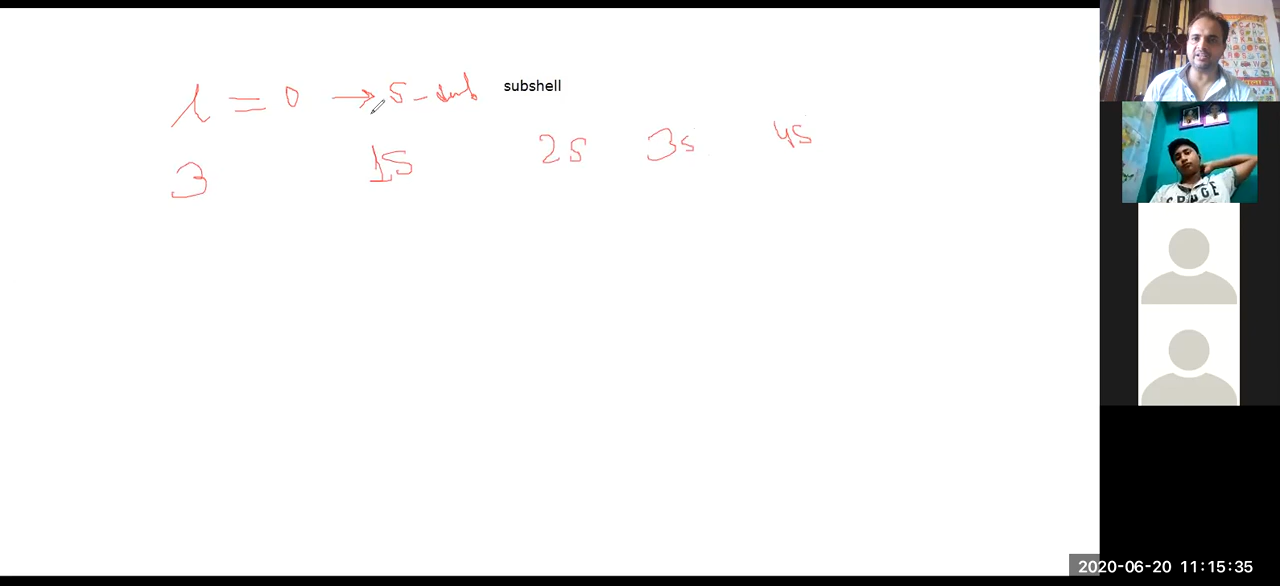 l = 0 → s - sub subshell
3 1s 2s 3s 4s
2020-06-20 11:15:35